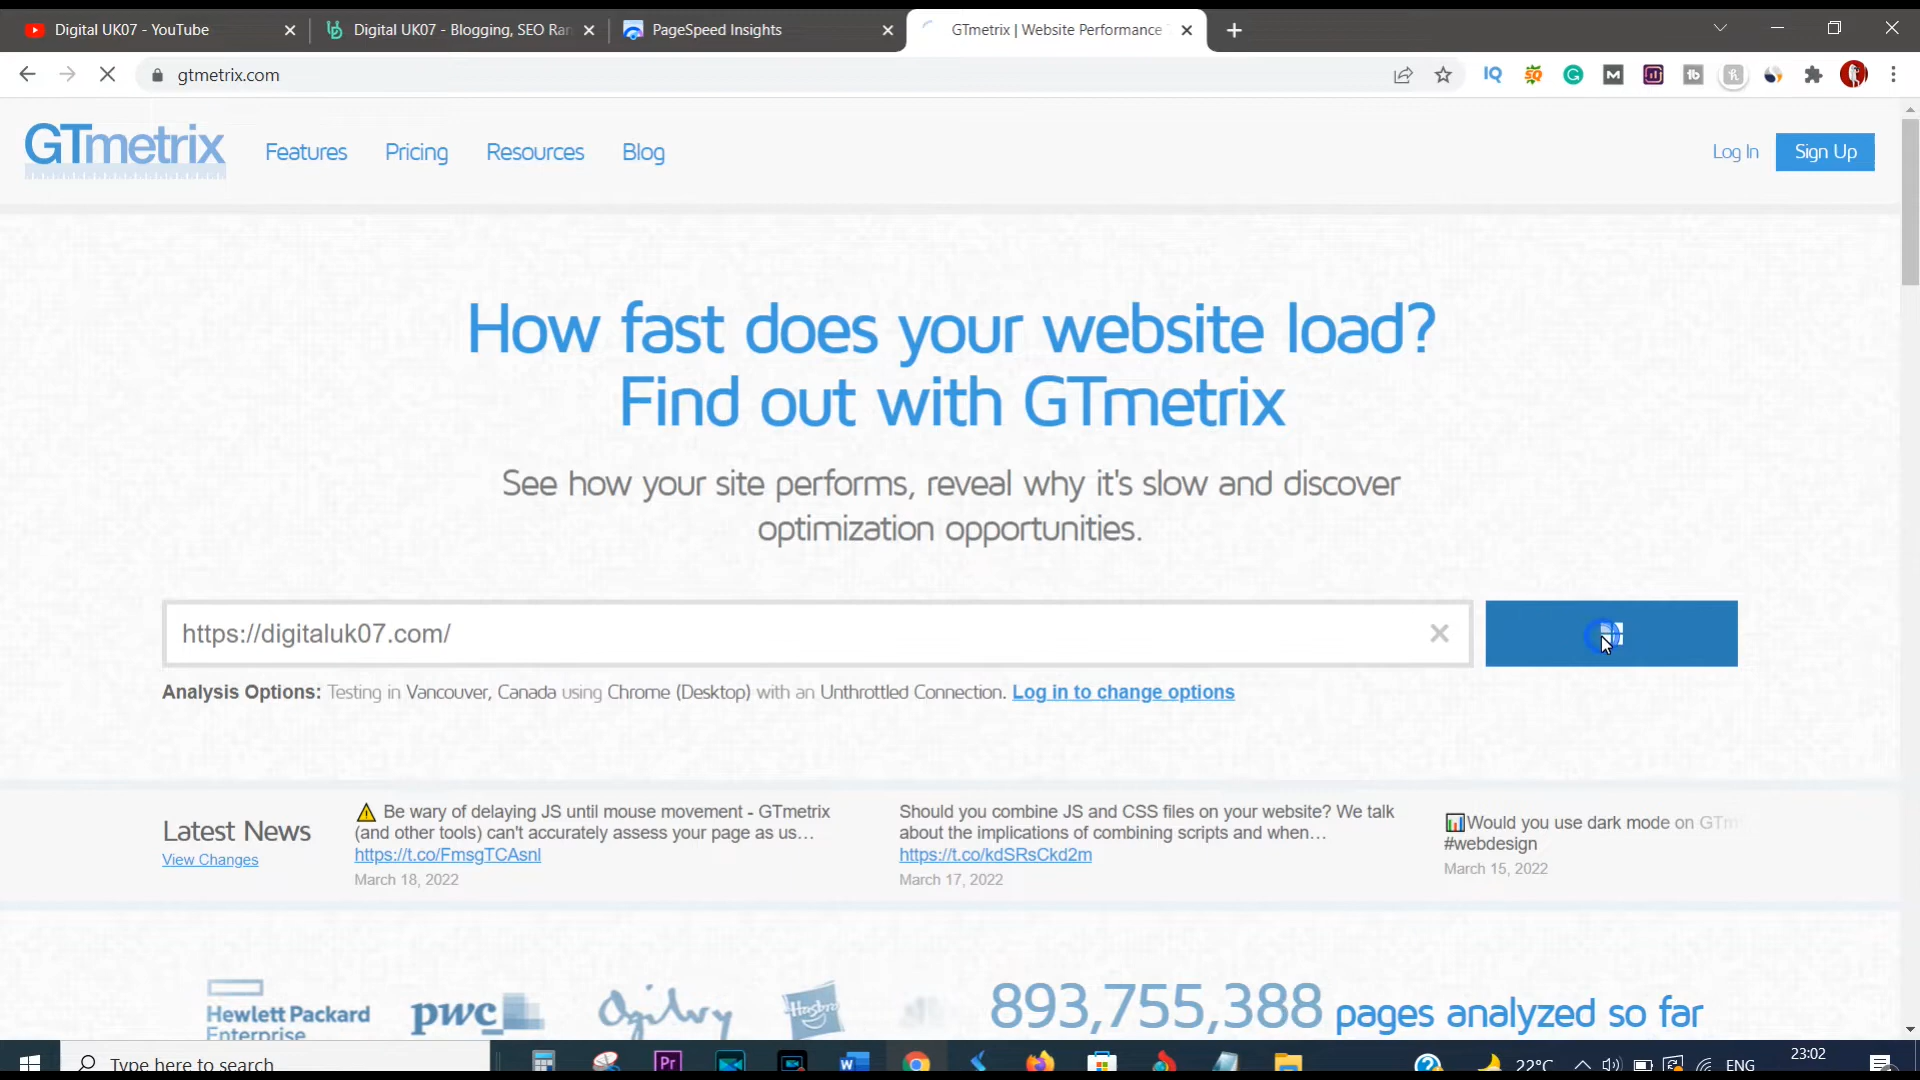 Digital UK07 - YouTube
Digital UK07 - Blogging, SEO Ran
PageSpeed Insights
GTmetrix | Website Performance
gtmetrix.com
GTmetrix
Features
Pricing
Resources
Blog
Log In
Sign Up
How fast does your website load?
Find out with GTmetrix
See how your site performs, reveal why it's slow and discover
optimization opportunities.
https://digitaluk07.com/
Analysis Options: Testing in Vancouver, Canada using Chrome (Desktop) with an Unthrottled Connection. Log in to change options
Latest News
View Changes
Be wary of delaying JS until mouse movement - GTmetrix
(and other tools) can't accurately assess your page as us...
https://t.co/FmsgTCAsnl
March 18, 2022
Should you combine JS and CSS files on your website? We talk
about the implications of combining scripts and when...
https://t.co/kdSRsCkd2m
March 17, 2022
Would you use dark mode on GTm
#webdesign
March 15, 2022
Hewlett Packard
Enterprise
pwc
Ogilvy
Hasbro
893,755,388 pages analyzed so far
Type here to search
22°C
ENG
23:02